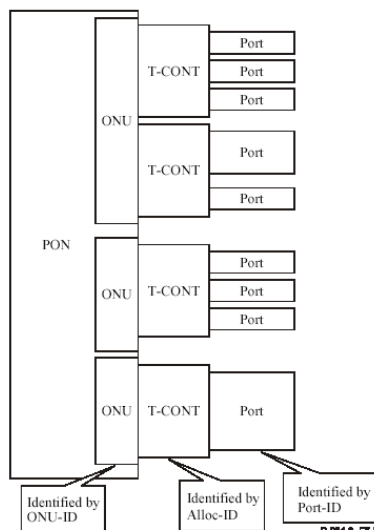 Port
T-CONT
Port
Port
ONU
Port
T-CONT
Port
PON
Port
ONU
T-CONT
Port
Port
ONU
T-CONT
Port
Identified by
ONU-ID
Identified by
Alloc-ID
Identified by
Port-ID